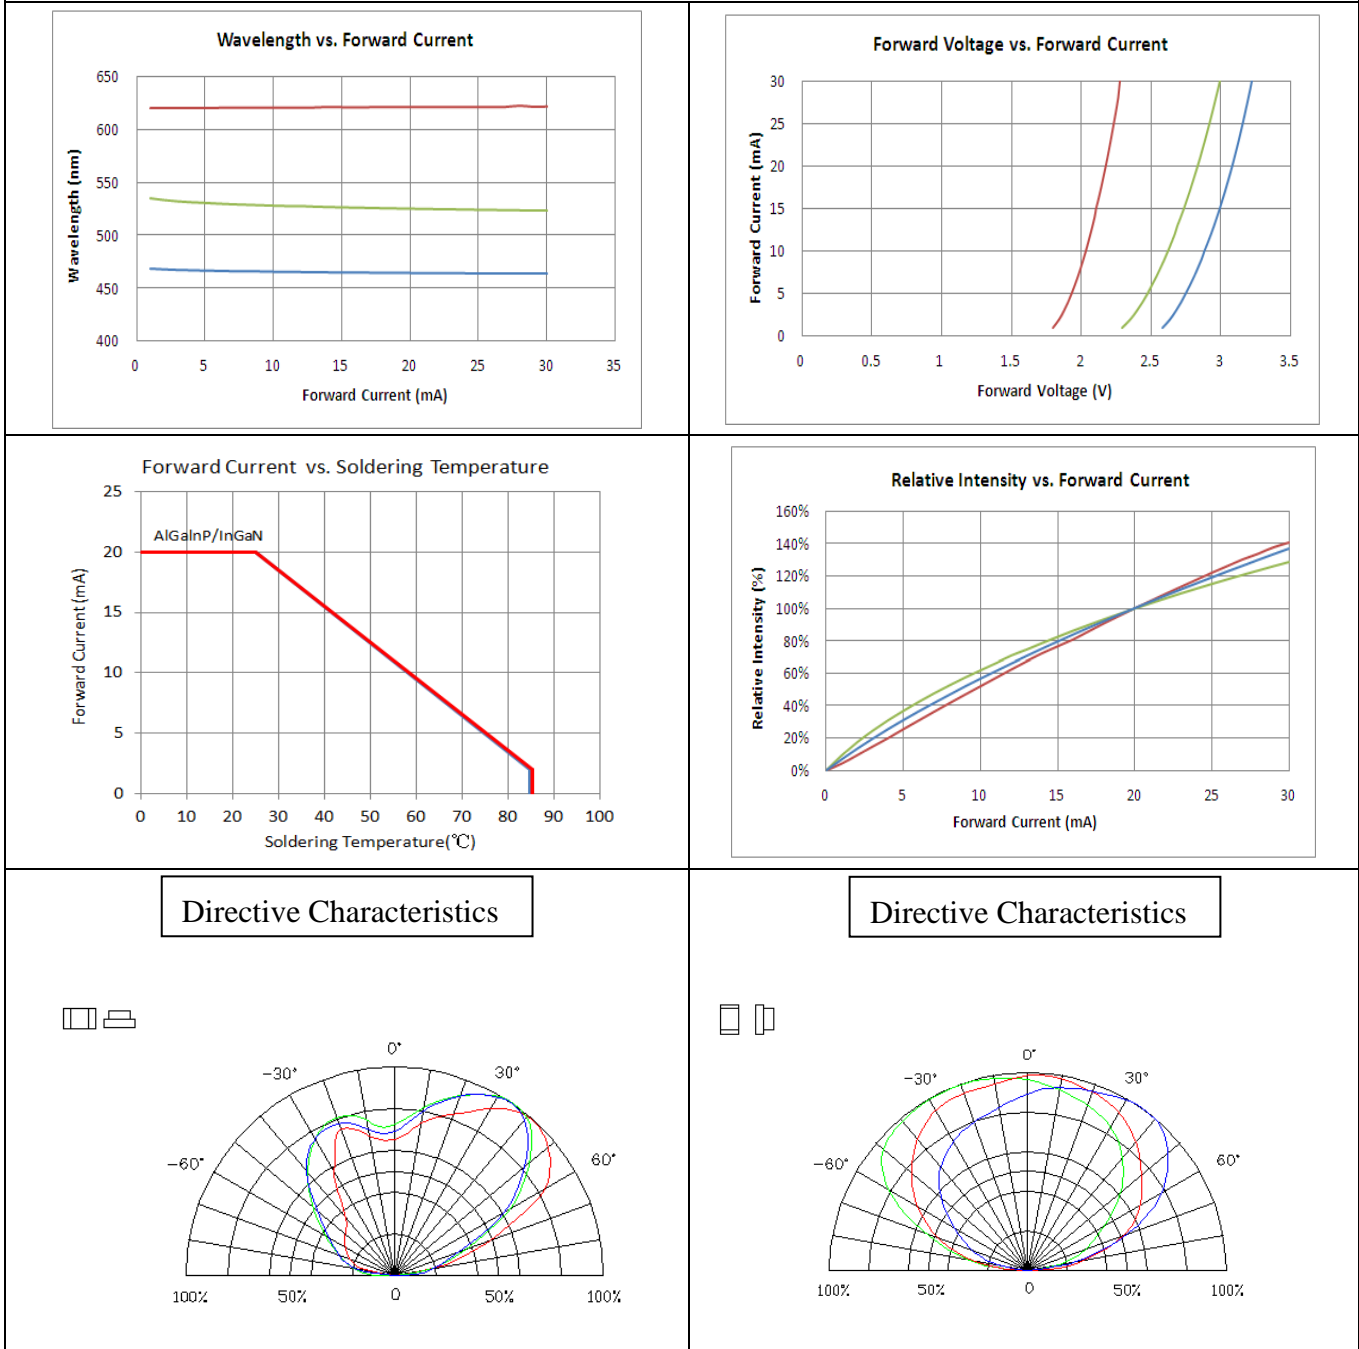 Wavelength vs. Forward Current
650
600
550
500
450
400
Wavelength (nm)
0 5 10 15 20 25 30 35
Forward Current (mA)
Forward Voltage vs. Forward Current
30
25
20
15
10
5
0
Forward Current (mA)
0 0.5 1 1.5 2 2.5 3 3.5
Forward Voltage (V)
Forward Current vs. Soldering Temperature
25
20
15
10
5
0
AlGaInP/InGaN
Forward Current (mA)
0 10 20 30 40 50 60 70 80 90 100
Soldering Temperature(℃)
Relative Intensity vs. Forward Current
160%
140%
120%
100%
80%
60%
40%
20%
0%
Relative Intensity (%)
0 5 10 15 20 25 30
Forward Current (mA)
Directive Characteristics
0°
-30° 30°
-60° 60°
100% 50% 0 50% 100%
Directive Characteristics
0°
-30° 30°
-60° 60°
100% 50% 0 50% 100%